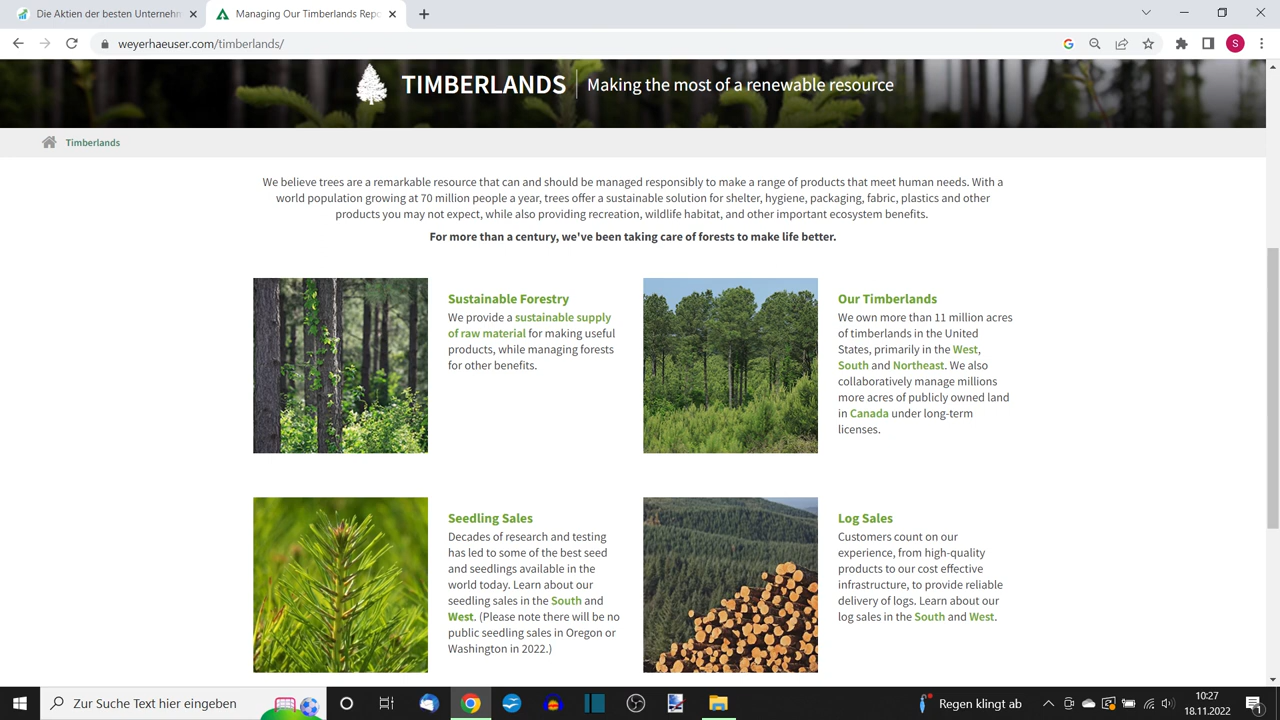 Die Aktien der besten Unternehm
Managing Our Timberlands Repo
weyerhaeuser.com/timberlands/
S
TIMBERLANDS | Making the most of a renewable resource
Timberlands
We believe trees are a remarkable resource that can and should be managed responsibly to make a range of products that meet human needs. With a
world population growing at 70 million people a year, trees offer a sustainable solution for shelter, hygiene, packaging, fabric, plastics and other
products you may not expect, while also providing recreation, wildlife habitat, and other important ecosystem benefits.
For more than a century, we've been taking care of forests to make life better.
Sustainable Forestry
We provide a sustainable supply
of raw material for making useful
products, while managing forests
for other benefits.
Our Timberlands
We own more than 11 million acres
of timberlands in the United
States, primarily in the West,
South and Northeast. We also
collaboratively manage millions
more acres of publicly owned land
in Canada under long-term
licenses.
Seedling Sales
Decades of research and testing
has led to some of the best seed
and seedlings available in the
world today. Learn about our
seedling sales in the South and
West. (Please note there will be no
public seedling sales in Oregon or
Washington in 2022.)
Log Sales
Customers count on our
experience, from high-quality
products to our cost effective
infrastructure, to provide reliable
delivery of logs. Learn about our
log sales in the South and West.
Zur Suche Text hier eingeben
Regen klingt ab
10:27
18.11.2022
1